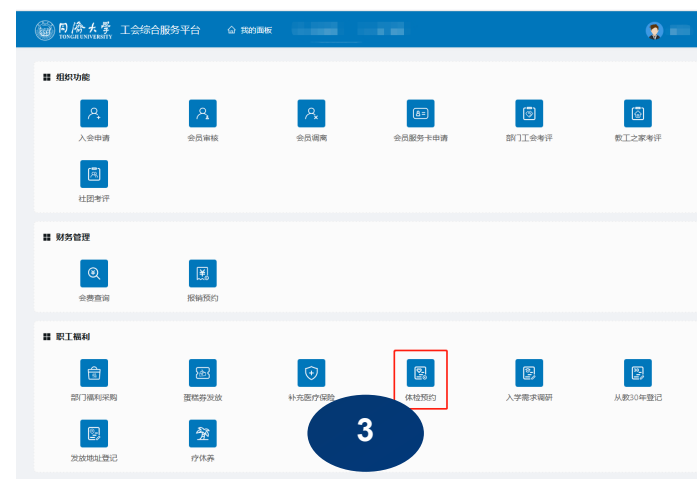 同济大学 工会综合服务平台 我的面板
TONGJI UNIVERSITY
组织功能
入会申请 会员审核 会员调离 会员服务卡申请 部门工会考评 教工之家考评
社团考评
财务管理
会费查询 报销预约
职工福利
部门福利采购 蛋糕券发放 补充医疗保险 体检预约 入学需求调研 从教30年登记
3
发放地址登记 疗休养